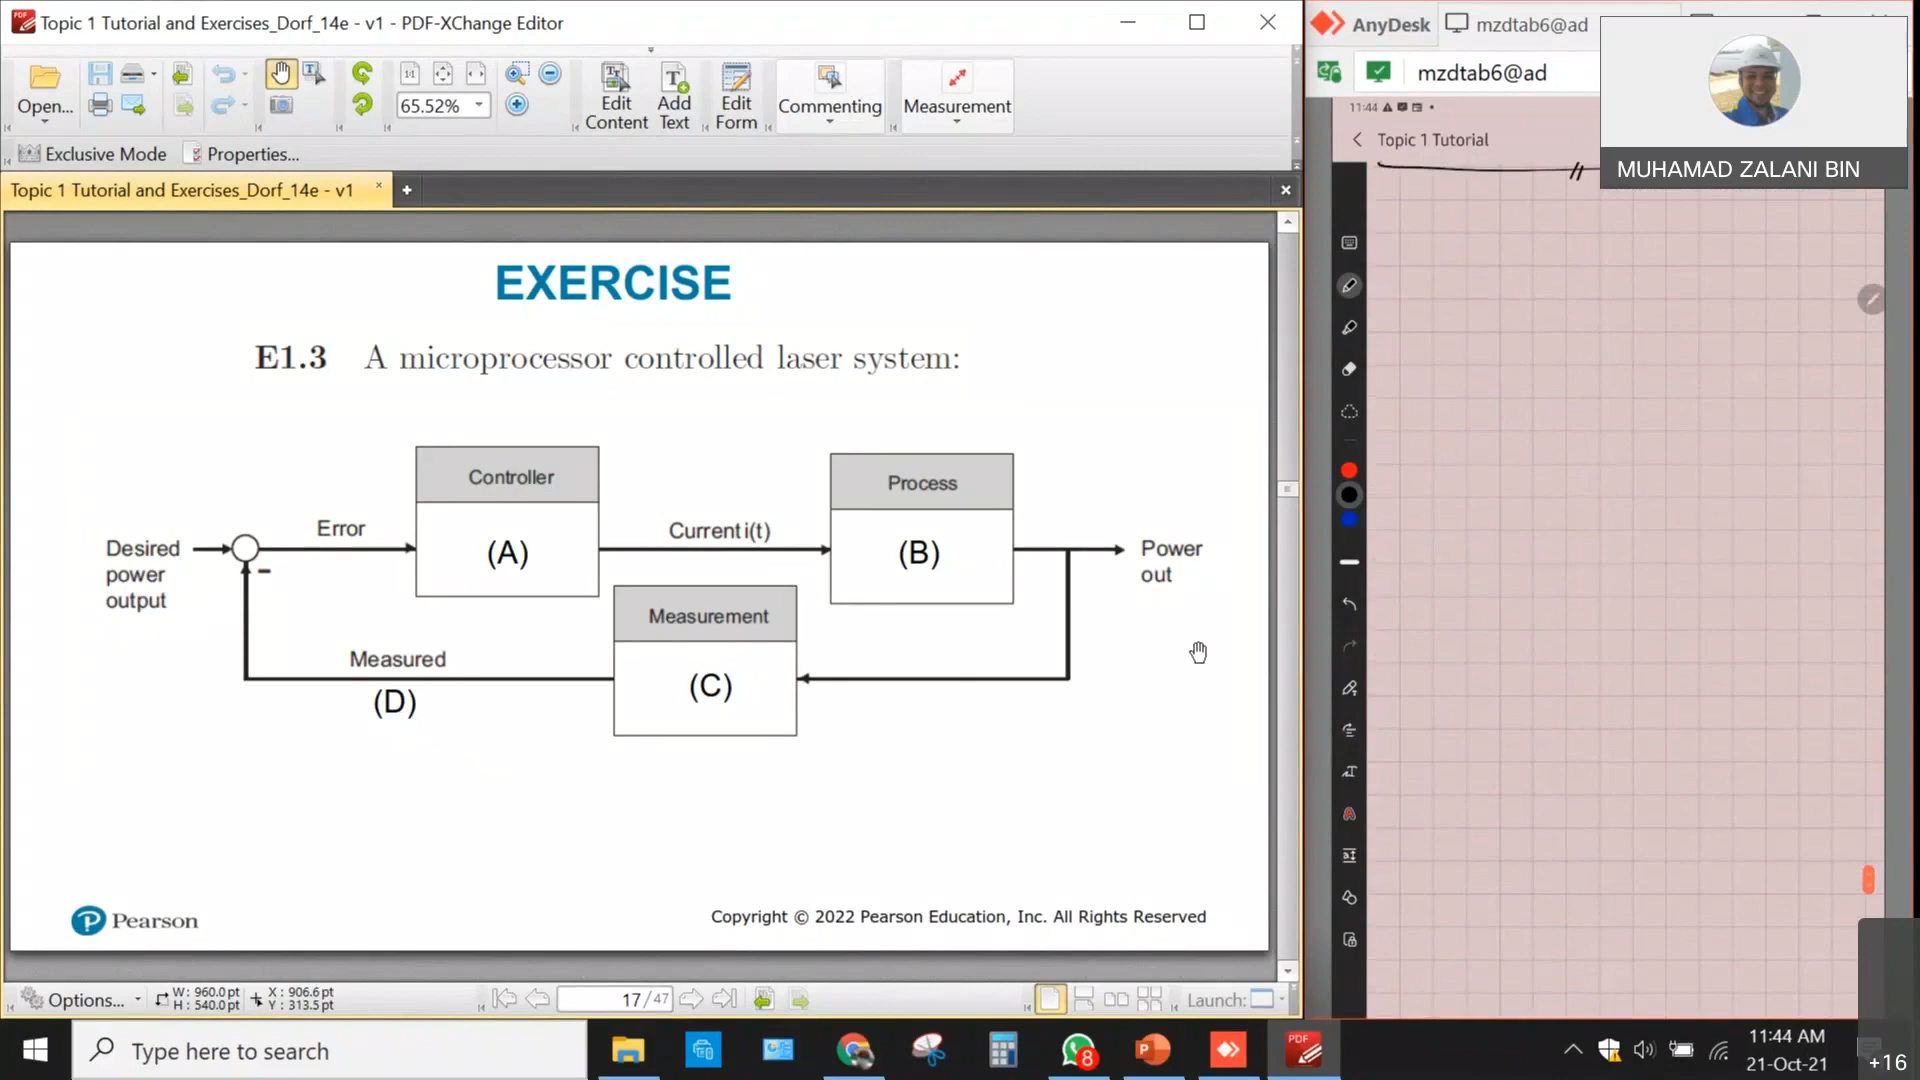 Topic 1 Tutorial and Exercises_Dorf_14e - v1 - PDF-XChange Editor
Open...
65.52%
Edit Content
Add Text
Edit Form
Commenting
Measurement
Exclusive Mode
Properties...
Topic 1 Tutorial and Exercises_Dorf_14e - v1
EXERCISE
E1.3 A microprocessor controlled laser system:
Controller
(A)
Process
(B)
Error
Current i(t)
Desired
power
output
−
Power
out
Measurement
(C)
Measured
(D)
Pearson
Copyright © 2022 Pearson Education, Inc. All Rights Reserved
Options...
W: 960.0 pt
H: 540.0 pt
X: 906.6 pt
Y: 313.5 pt
17 / 47
Launch:
AnyDesk
mzdtab6@ad
mzdtab6@ad
11:44
Topic 1 Tutorial
MUHAMAD ZALANI BIN
Type here to search
8
PDF
11:44 AM
21-Oct-21
+16